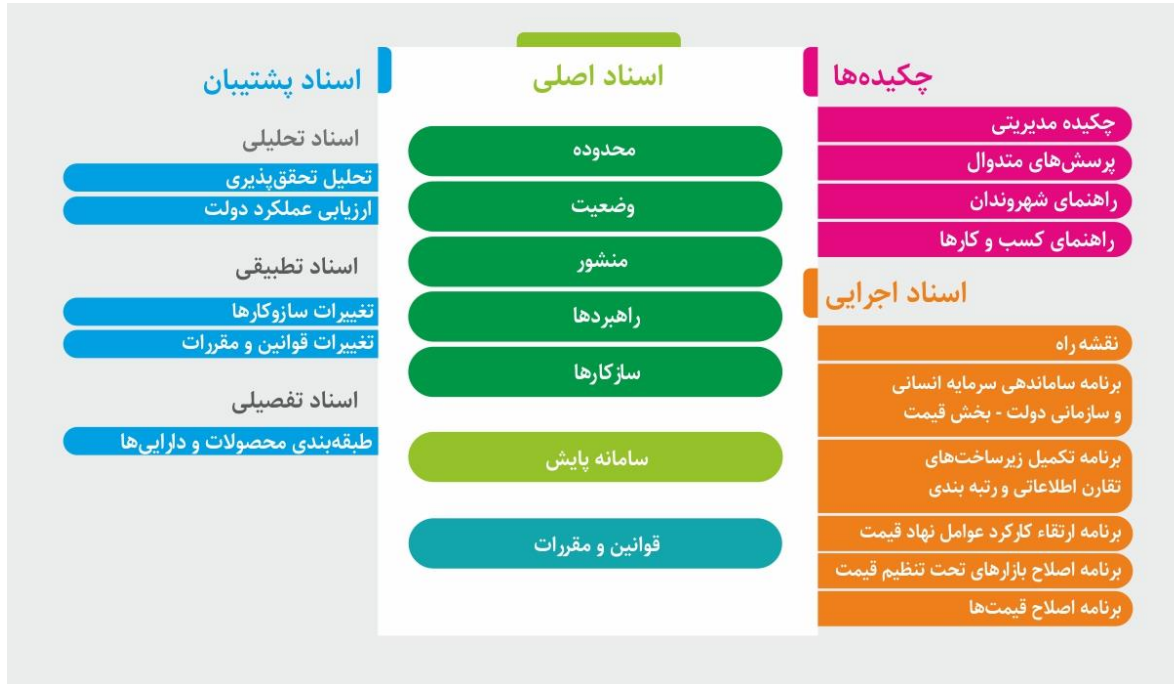 چکیده‌ها
چکیده مدیریتی
پرسش‌های متدوال
راهنمای شهروندان
راهنمای کسب و کارها
اسناد اجرایی
نقشه راه
برنامه ساماندهی سرمایه انسانی
و سازمانی دولت - بخش قیمت
برنامه تکمیل زیرساخت‌های
تقارن اطلاعاتی و رتبه بندی
برنامه ارتقاء کارکرد عوامل نهاد قیمت
برنامه اصلاح بازارهای تحت تنظیم قیمت
برنامه اصلاح قیمت‌ها
اسناد اصلی
محدوده
وضعیت
منشور
راهبردها
سازکارها
سامانه پایش
قوانین و مقررات
اسناد پشتیبان
اسناد تحلیلی
تحلیل تحقق‌پذیری
ارزیابی عملکرد دولت
اسناد تطبیقی
تغییرات سازوکارها
تغییرات قوانین و مقررات
اسناد تفصیلی
طبقه‌بندی محصولات و دارایی‌ها